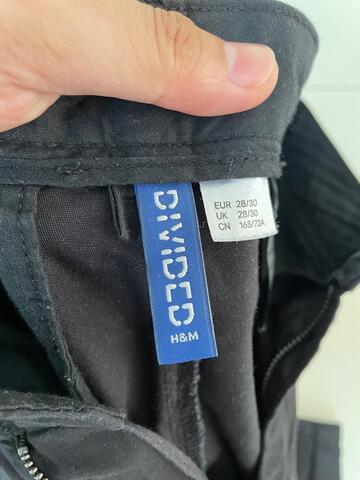 DIVIDED
H&M
EUR 28/30
UK 28/30
CN 165/72A